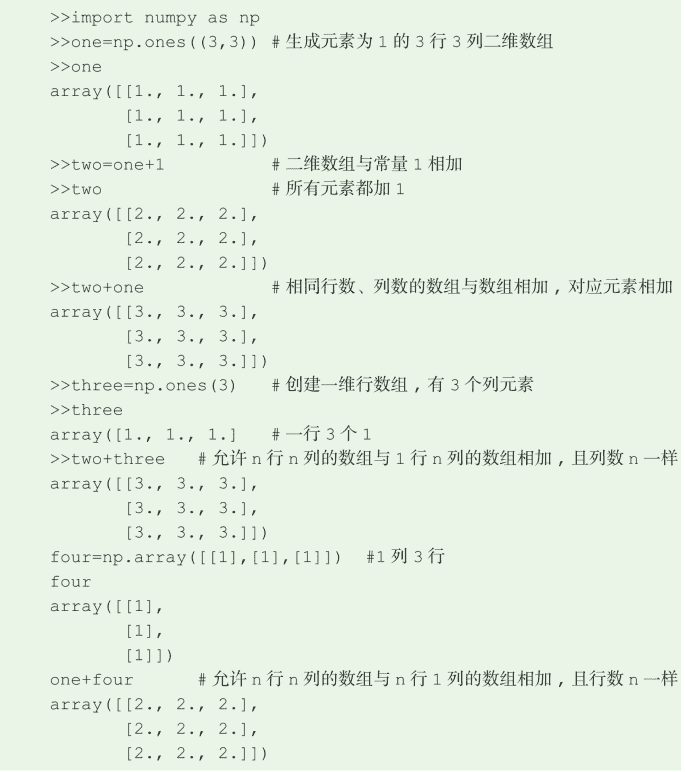 >>import numpy as np
>>one=np.ones((3,3)) #生成元素为1的3行3列二维数组
>>one
array([[1., 1., 1.],
       [1., 1., 1.],
       [1., 1., 1.]])
>>two=one+1           #二维数组与常量1相加
>>two                 #所有元素都加1
array([[2., 2., 2.],
       [2., 2., 2.],
       [2., 2., 2.]])
>>two+one             #相同行数、列数的数组与数组相加,对应元素相加
array([[3., 3., 3.],
       [3., 3., 3.],
       [3., 3., 3.]])
>>three=np.ones(3)    #创建一维行数组,有3个列元素
>>three
array([1., 1., 1.]    #一行3个1
>>two+three   #允许n行n列的数组与1行n列的数组相加,且列数n一样
array([[3., 3., 3.],
       [3., 3., 3.],
       [3., 3., 3.]])
four=np.array([[1],[1],[1]])  #1列3行
four
array([[1],
       [1],
       [1]])
one+four      #允许n行n列的数组与n行1列的数组相加,且行数n一样
array([[2., 2., 2.],
       [2., 2., 2.],
       [2., 2., 2.]])